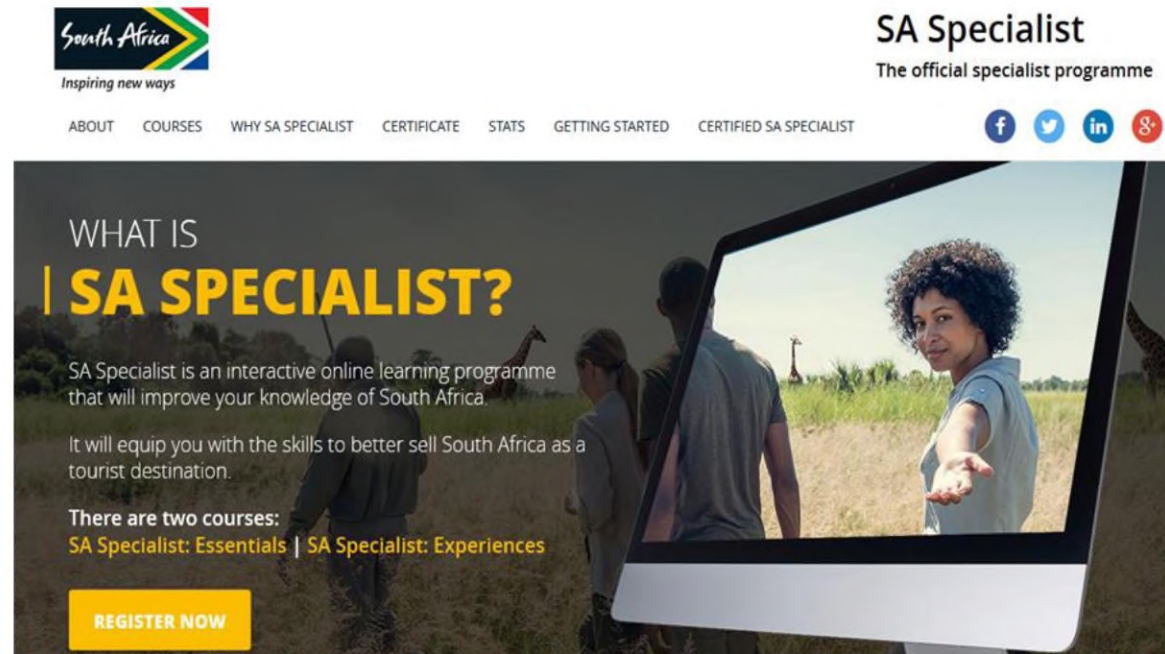 South Africa
Inspiring new ways
SA Specialist
The official specialist programme
ABOUT COURSES WHY SA SPECIALIST CERTIFICATE STATS GETTING STARTED CERTIFIED SA SPECIALIST
f in 8+
WHAT IS
SA SPECIALIST?
SA Specialist is an interactive online learning programme
that will improve your knowledge of South Africa.
It will equip you with the skills to better sell South Africa as a
tourist destination.
There are two courses:
SA Specialist: Essentials | SA Specialist: Experiences
REGISTER NOW